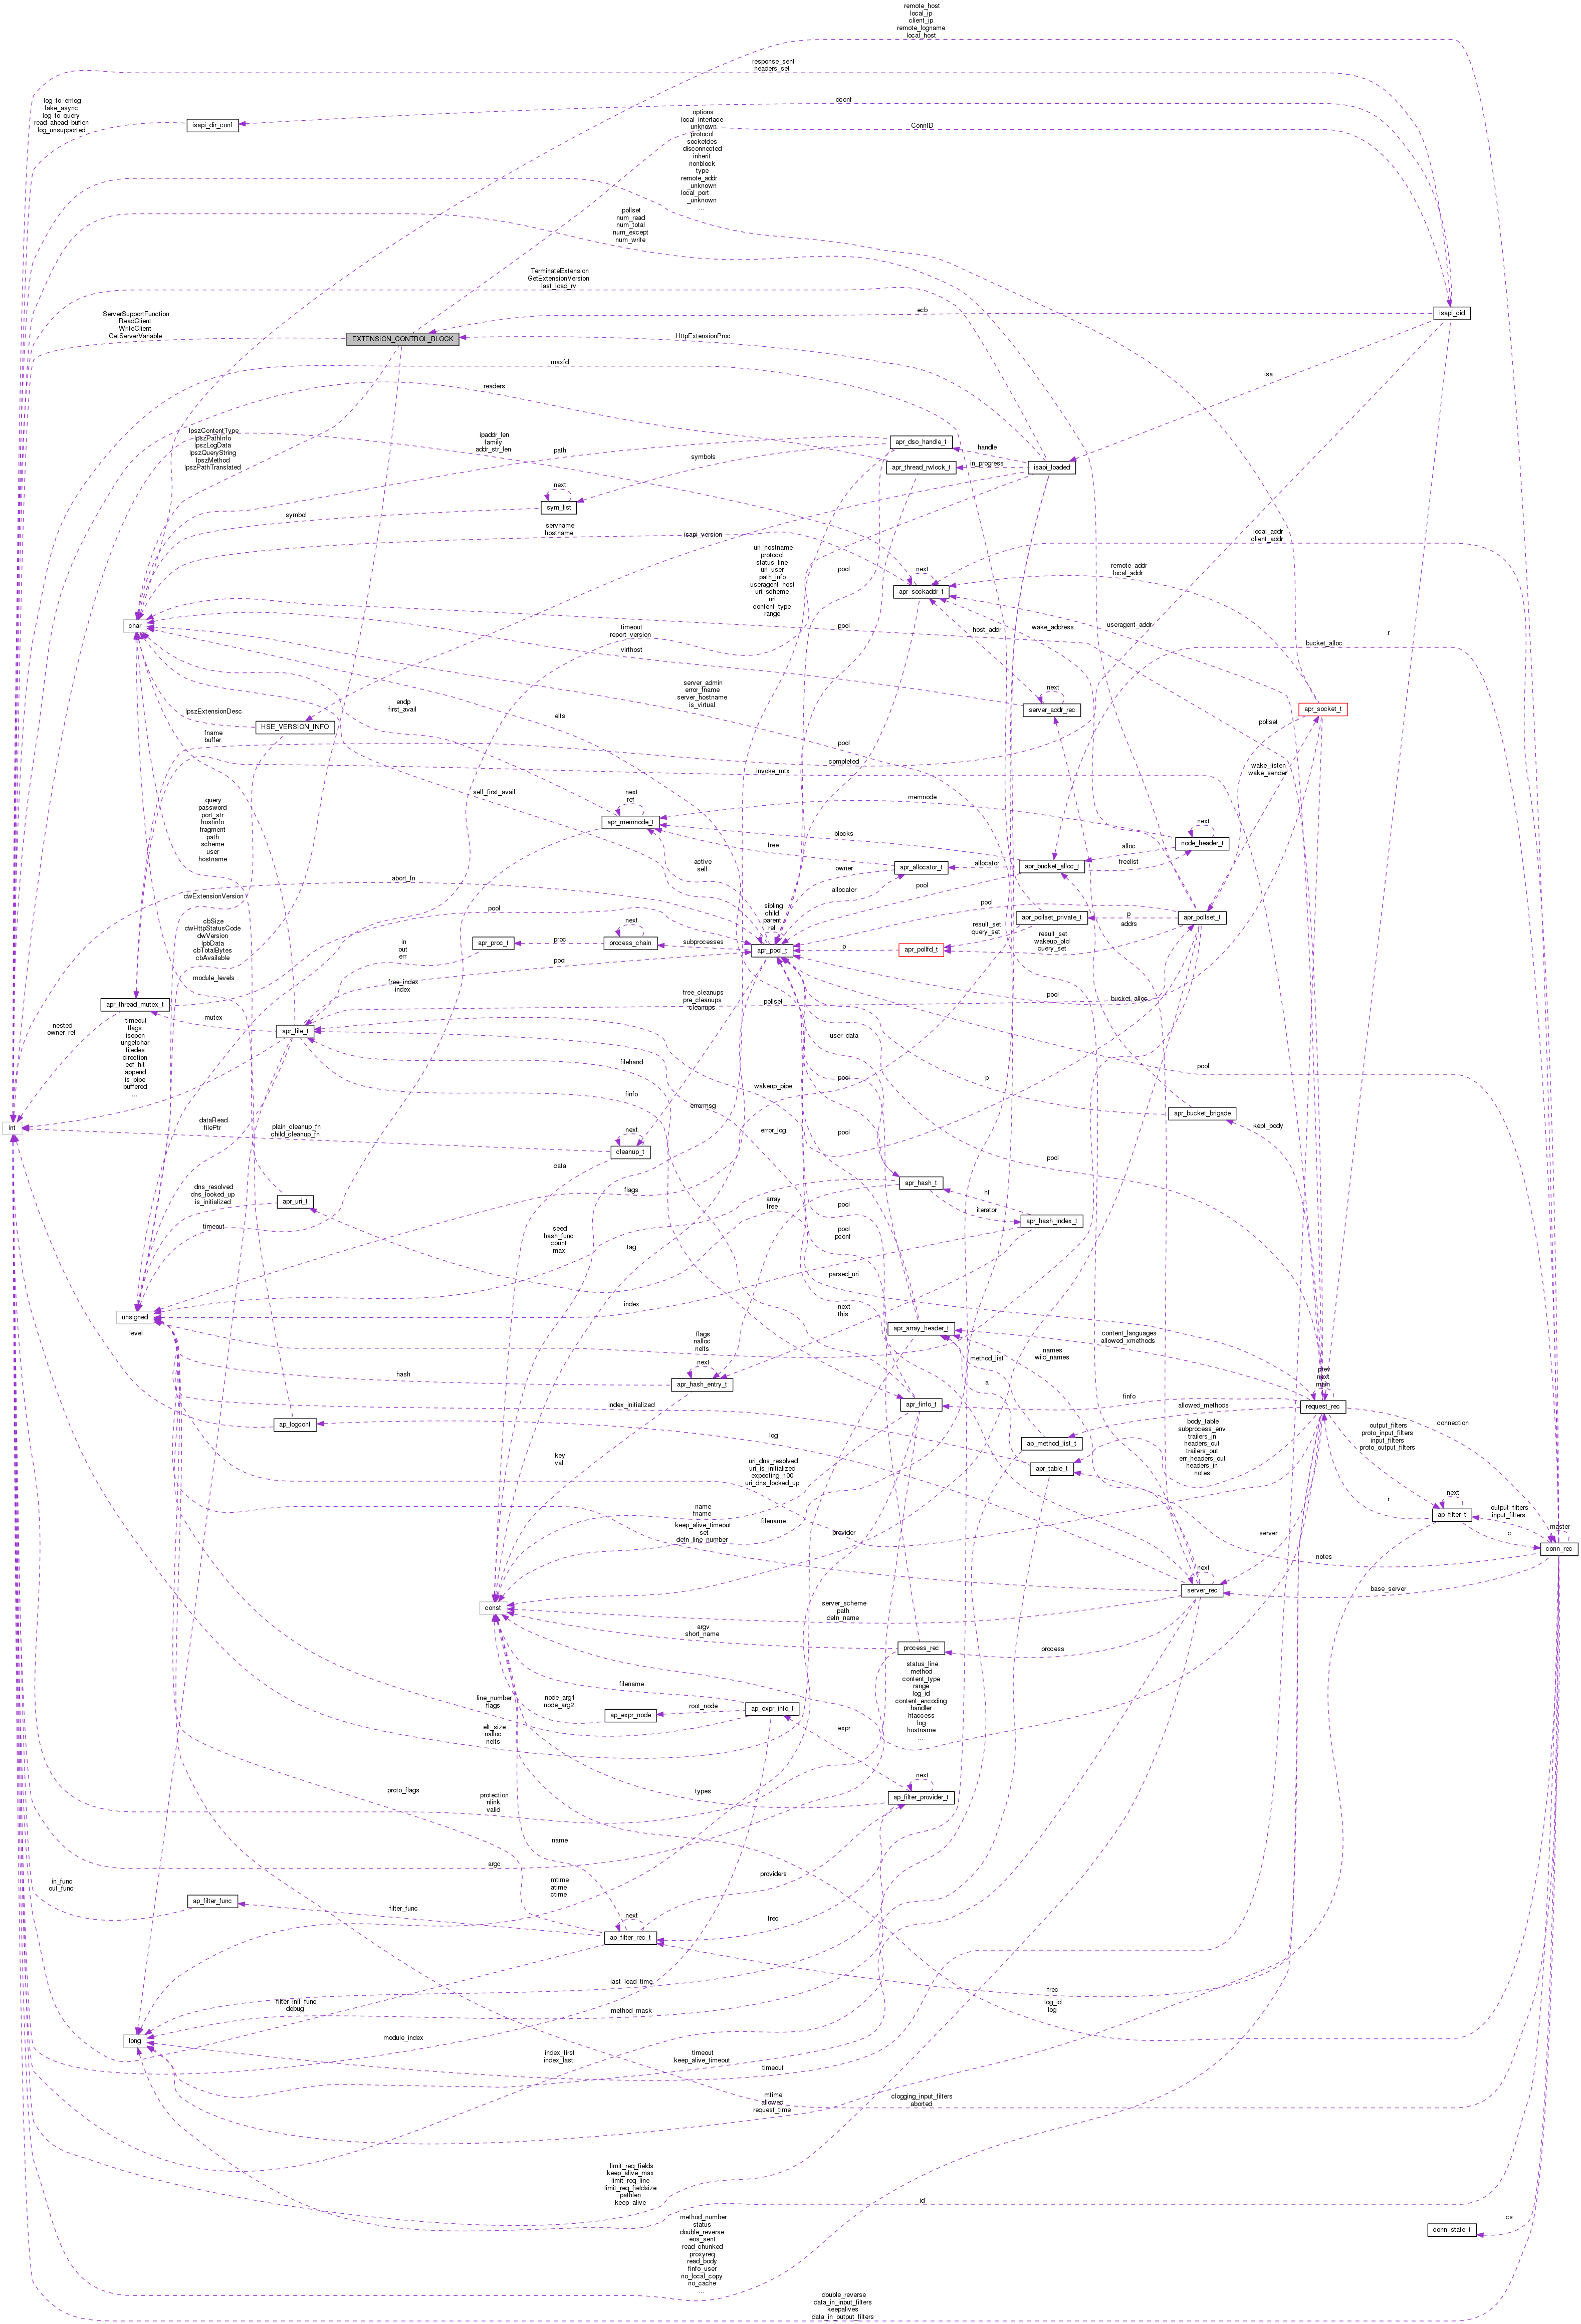 remote_host
local_ip
client_ip
remote_logname
local_host
response_sent
headers_set
log_to_errlog
fake_async
log_to_query
read_ahead_buflen
log_unsupported
dconf
isapi_dir_conf
options
local_interface
_unknown
protocol
socketdes
disconnected
inherit
nonblock
type
remote_addr
_unknown
local_port
_unknown
...
ConnID
pollset
num_read
num_total
num_except
num_write
TerminateExtension
GetExtensionVersion
last_load_rv
ecb
isapi_cid
ServerSupportFunction
ReadClient
WriteClient
GetServerVariable
EXTENSION_CONTROL_BLOCK
HttpExtensionProc
maxfd
isa
readers
lpszContentType
lpszPathInfo
lpszLogData
lpszQueryString
lpszMethod
lpszPathTranslated
ipaddr_len
family
addr_str_len
path
symbols
apr_dso_handle_t
handle
apr_thread_rwlock_t
in_progress
isapi_loaded
next
sym_list
symbol
servname
hostname
isapi_version
uri_hostname
protocol
status_line
uri_user
path_info
useragent_host
uri_scheme
uri
content_type
range
pool
next
apr_sockaddr_t
local_addr
client_addr
remote_addr
local_addr
char
timeout
report_version
pool
host_addr
wake_address
useragent_addr
r
bucket_alloc
virthost
server_admin
error_fname
server_hostname
is_virtual
endp
first_avail
elts
next
server_addr_rec
apr_socket_t
lpszExtensionDesc
HSE_VERSION_INFO
fname
buffer
pool
completed
invoke_mtx
pollset
wake_listen
wake_sender
query
password
port_str
hostinfo
fragment
path
scheme
user
hostname
self_first_avail
next
ref
apr_memnode_t
memnode
blocks
next
node_header_t
free
apr_allocator_t
allocator
apr_bucket_alloc_t
alloc
freelist
abort_fn
active
self
owner
allocator
pool
dwExtensionVersion
cbSize
dwHttpStatusCode
dwVersion
lpbData
cbTotalBytes
cbAvailable
pool
in
out
err
apr_proc_t
proc
next
process_chain
subprocesses
sibling
child
parent
ref
apr_pool_t
pool
result_set
query_set
apr_pollset_private_t
p
addrs
apr_pollset_t
result_set
wakeup_pfd
query_set
p
apr_pollfd_t
module_levels
free_index
index
pool
free_cleanups
pre_cleanups
cleanups
pollset
pool
bucket_alloc
apr_thread_mutex_t
mutex
apr_file_t
nested
owner_ref
timeout
flags
isopen
ungetchar
filedes
direction
eof_hit
append
is_pipe
buffered
...
user_data
filehand
finfo
errormsg
wakeup_pipe
pool
p
pool
apr_bucket_brigade
kept_body
pool
int
dataRead
filePtr
plain_cleanup_fn
child_cleanup_fn
next
cleanup_t
error_log
pool
data
flags
apr_hash_t
ht
iterator
apr_hash_index_t
dns_resolved
dns_looked_up
is_initialized
apr_uri_t
timeout
seed
hash_func
count
max
tag
array
free
pool
pool
pconf
parsed_uri
unsigned
index
next
this
level
flags
nalloc
nelts
apr_array_header_t
content_languages
allowed_xmethods
names
wild_names
method_list
a
prev
next
main
request_rec
hash
next
apr_hash_entry_t
apr_finfo_t
finfo
allowed_methods
ap_logconf
index_initialized
log
ap_method_list_t
body_table
subprocess_env
trailers_in
headers_out
trailers_out
err_headers_out
headers_in
notes
output_filters
proto_input_filters
input_filters
proto_output_filters
connection
key
val
uri_dns_resolved
uri_is_initialized
expecting_100
uri_dns_looked_up
apr_table_t
name
fname
keep_alive_timeout
_set
defn_line_number
filename
provider
server
notes
next
ap_filter_t
r
c
output_filters
input_filters
master
conn_rec
next
server_rec
base_server
const
server_scheme
path
defn_name
argv
short_name
process_rec
process
status_line
method
content_type
range
log_id
content_encoding
handler
htaccess
log
hostname
...
filename
line_number
flags
node_arg1
node_arg2
ap_expr_node
root_node
ap_expr_info_t
elt_size
nalloc
nelts
expr
types
next
ap_filter_provider_t
proto_flags
protection
nlink
valid
name
argc
providers
in_func
out_func
ap_filter_func
filter_func
mtime
atime
ctime
next
ap_filter_rec_t
frec
filter_init_func
debug
last_load_time
method_mask
frec
log_id
log
long
module_index
index_first
index_last
timeout
keep_alive_timeout
timeout
mtime
allowed
request_time
clogging_input_filters
aborted
limit_req_fields
keep_alive_max
limit_req_line
limit_req_fieldsize
pathlen
keep_alive
id
cs
conn_state_t
method_number
status
double_reverse
eos_sent
read_chunked
proxyreq
read_body
finfo_user
no_local_copy
no_cache
...
double_reverse
data_in_input_filters
keepalives
data_in_output_filters